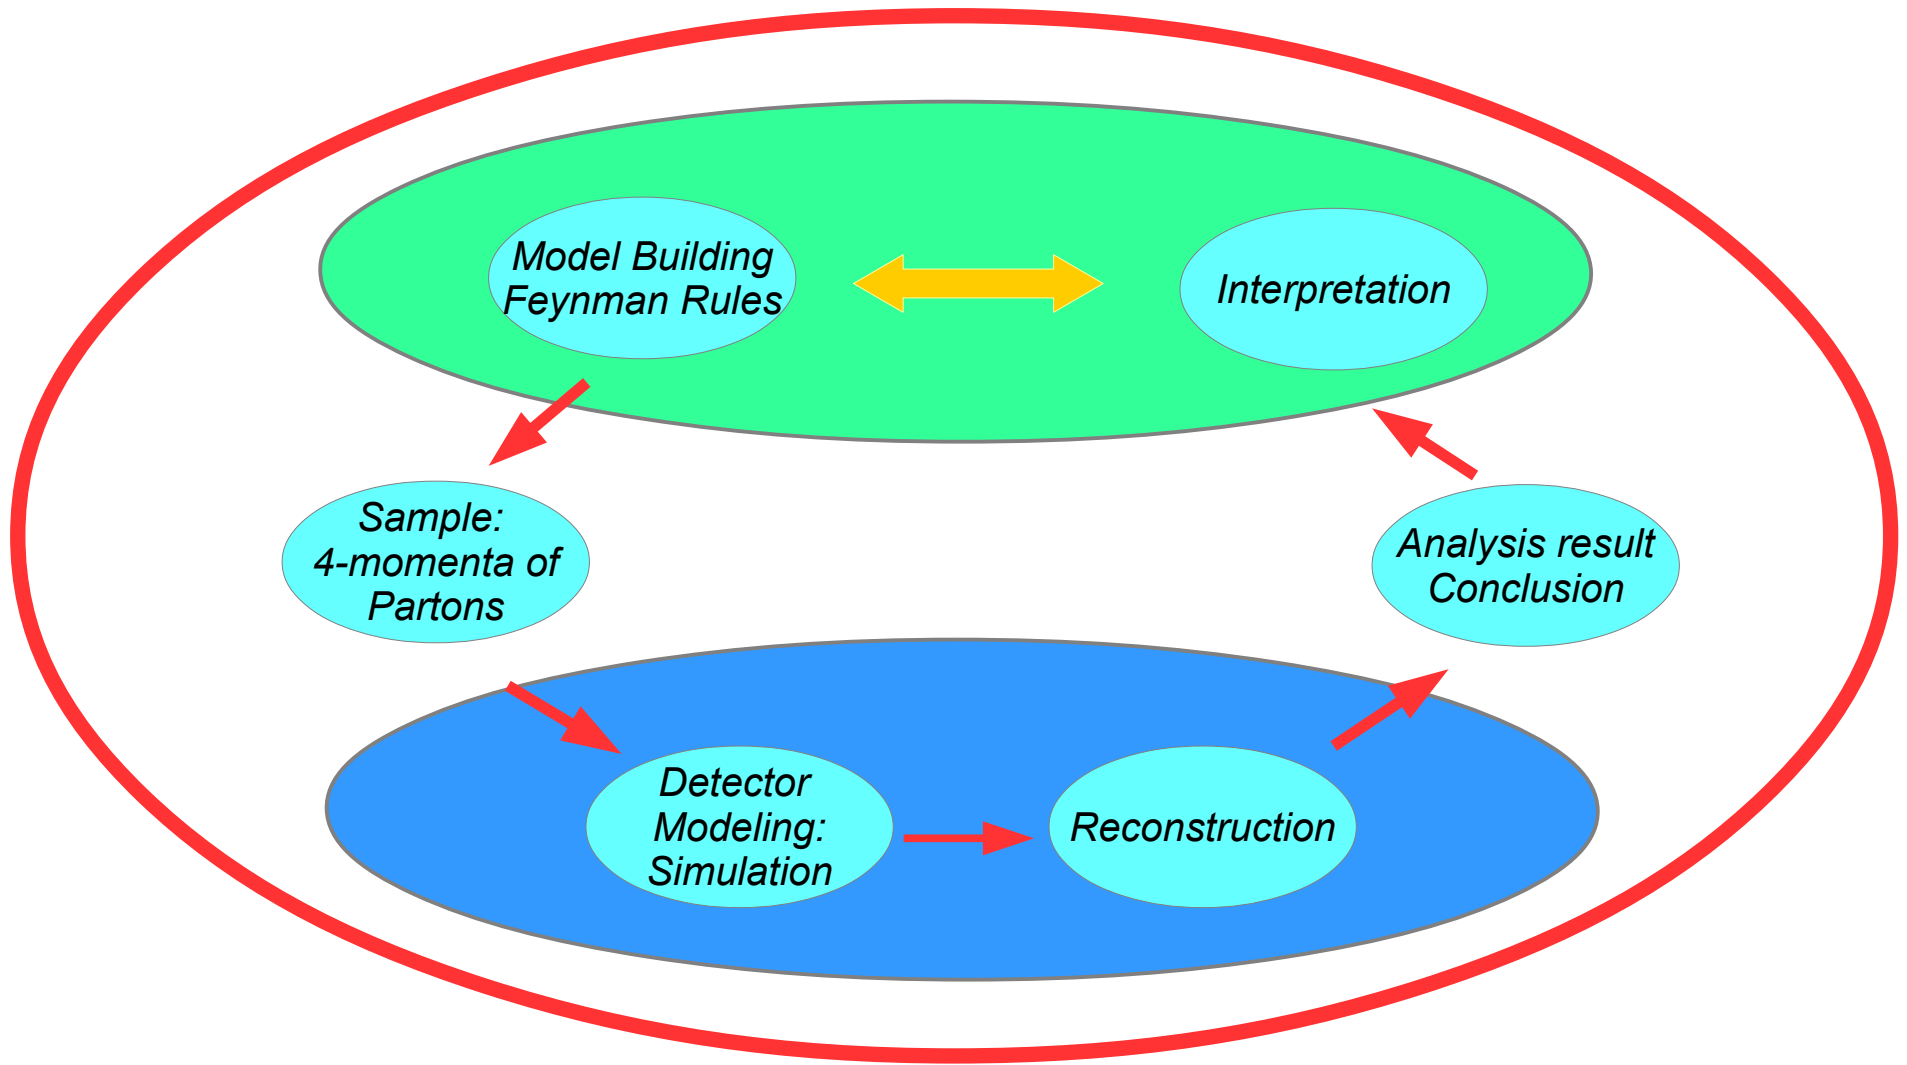 Model Building
Feynman Rules
Interpretation
Sample:
4-momenta of
Partons
Analysis result
Conclusion
Detector
Modeling:
Simulation
Reconstruction